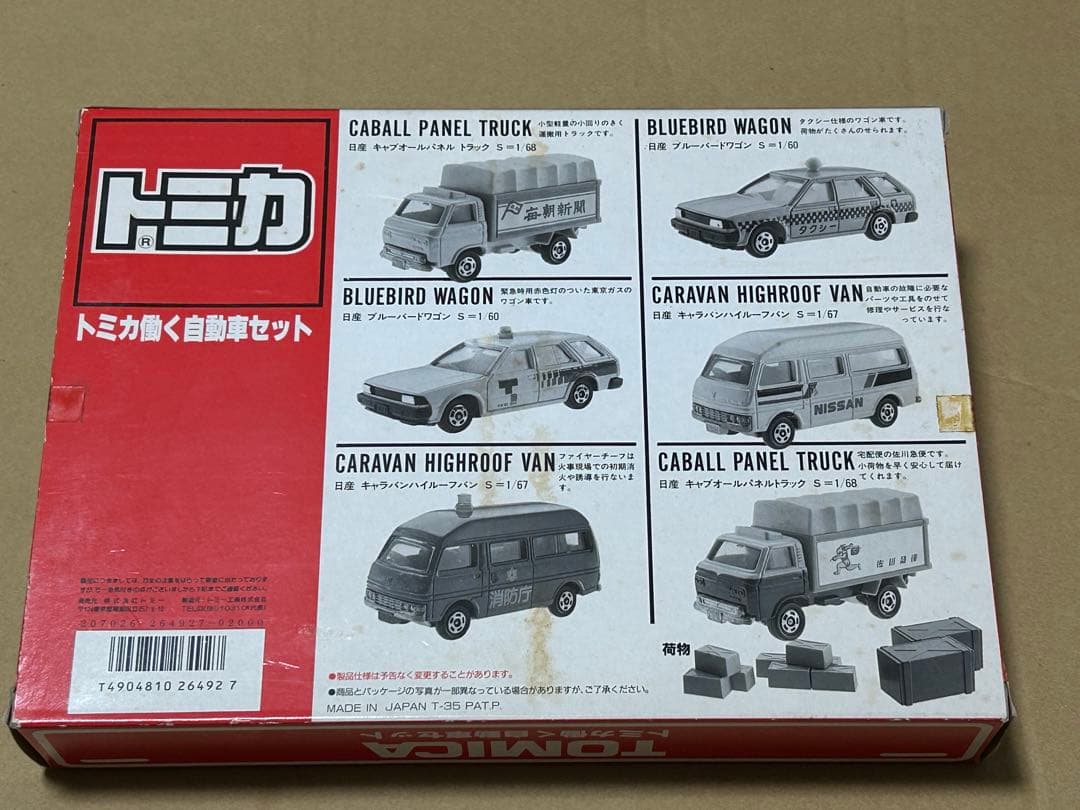 トミカ
®
トミカ働く自動車セット
CABALL PANEL TRUCK
小型軽量の小回りのきく
運搬用トラックです。
日産 キャブオールパネル トラック S=1/68
毎朝新聞
BLUEBIRD WAGON
タクシー仕様のワゴン車です。
荷物がたくさんのせられます。
日産 ブルーバードワゴン S=1/60
タクシー
BLUEBIRD WAGON
緊急時用赤色灯のついた東京ガスの
ワゴン車です。
日産 ブルーバードワゴン S=1/60
CARAVAN HIGHROOF VAN
自動車の故障に必要な
パーツや工具をのせて
修理やサービスを行な
っています。
日産 キャラバンハイルーフバン S=1/67
NISSAN
CARAVAN HIGHROOF VAN
ファイヤーチーフは
火事現場での初期消
火や誘導を行ないま
す。
日産 キャラバンハイルーフバン S=1/67
消防庁
CABALL PANEL TRUCK
宅配便の佐川急便です。
小荷物を早く安心して届け
てくれます。
日産 キャブオールパネルトラック S=1/68
佐川急便
荷物
207026-264927-02000
T4904810 26492 7
●製品仕様は予告なく変更することがあります。
●商品とパッケージの写真が一部異なっている場合がありますが、ご了承ください。
MADE IN JAPAN T-35 PAT.P.
TOMICA
トミカ働く自動車セット